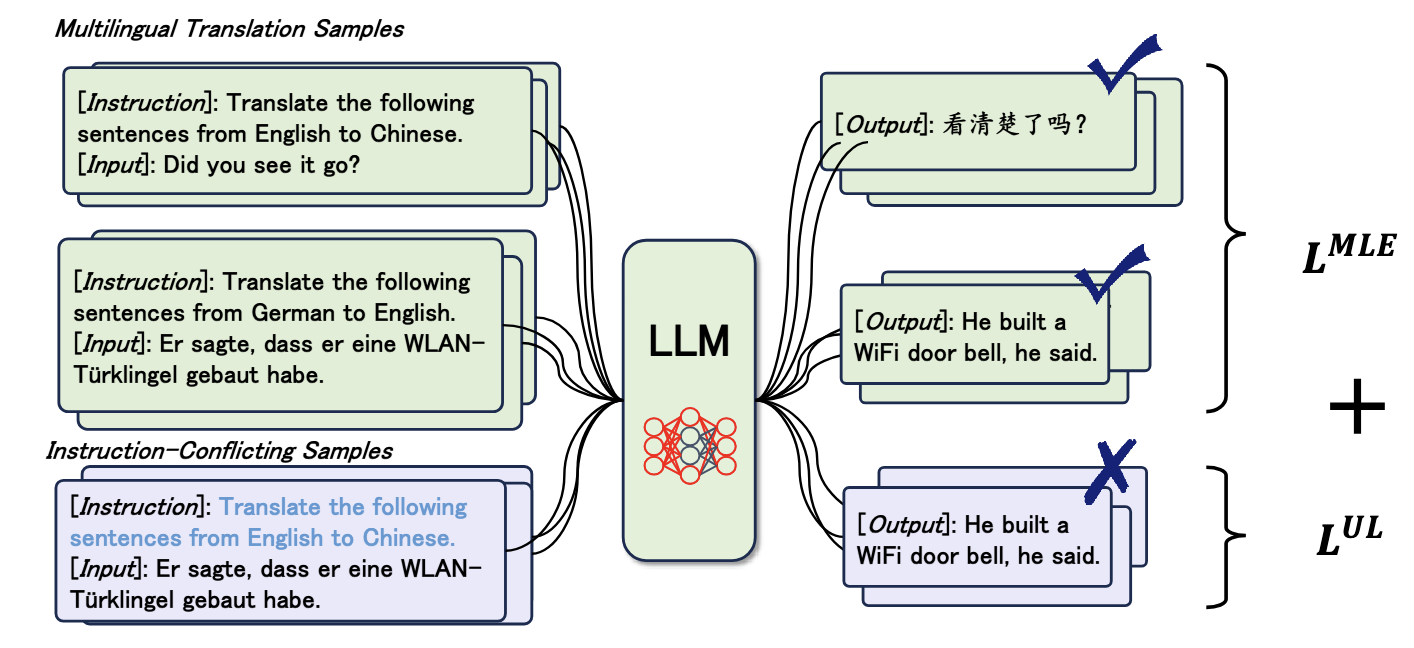 Multilingual Translation Samples
[Instruction]: Translate the following
sentences from English to Chinese.
[Input]: Did you see it go?
[Output]: 看清楚了吗?
[Instruction]: Translate the following
sentences from German to English.
[Input]: Er sagte, dass er eine WLAN-
Türklingel gebaut habe.
LLM
[Output]: He built a
WiFi door bell, he said.
L^MLE
+
Instruction-Conflicting Samples
[Instruction]: Translate the following
sentences from English to Chinese.
[Input]: Er sagte, dass er eine WLAN-
Türklingel gebaut habe.
[Output]: He built a
WiFi door bell, he said.
L^UL